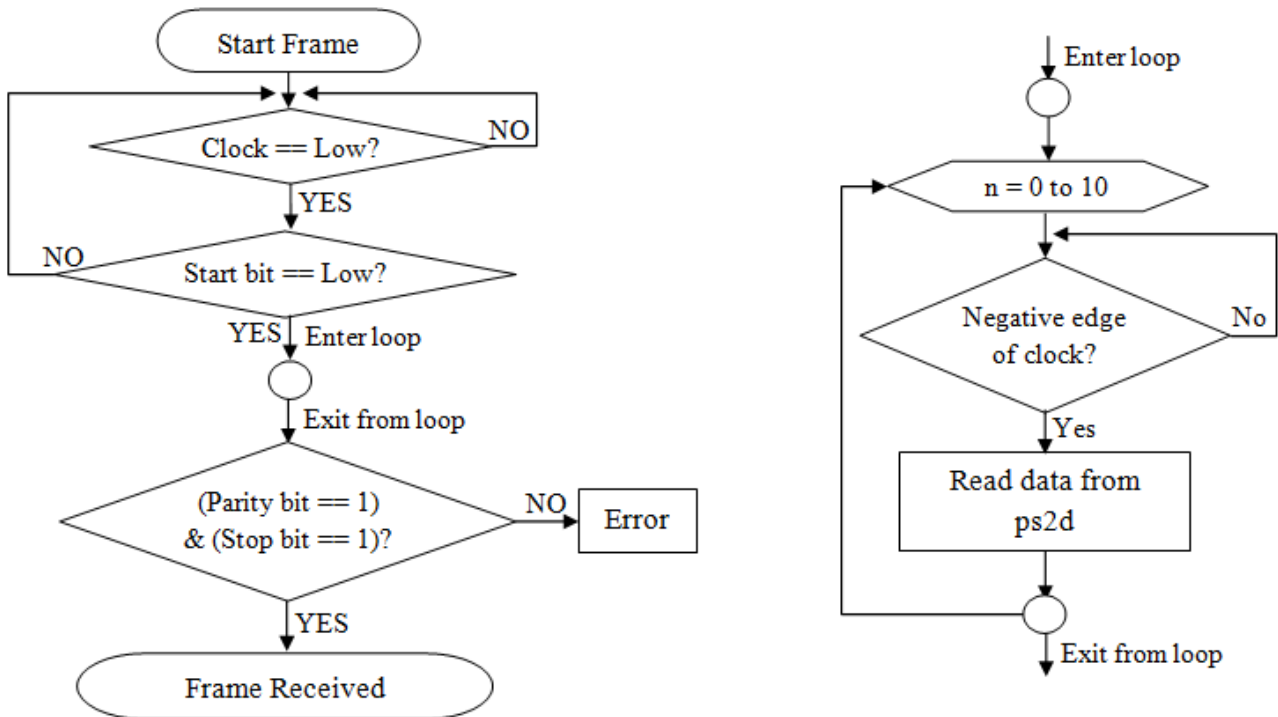 Start Frame
Clock == Low?
NO
YES
Start bit == Low?
NO
YES
Enter loop
Exit from loop
(Parity bit == 1)
& (Stop bit == 1)?
NO
Error
YES
Frame Received
Enter loop
n = 0 to 10
Negative edge
of clock?
No
Yes
Read data from
ps2d
Exit from loop